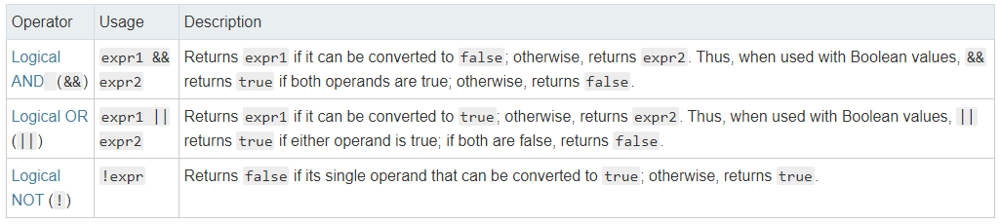 Operator Usage Description
Logical AND (&&) expr1 && expr2 Returns expr1 if it can be converted to false; otherwise, returns expr2. Thus, when used with Boolean values, &&
returns true if both operands are true; otherwise, returns false.
Logical OR (||) expr1 || expr2 Returns expr1 if it can be converted to true; otherwise, returns expr2. Thus, when used with Boolean values, ||
returns true if either operand is true; if both are false, returns false.
Logical NOT (!) !expr Returns false if its single operand that can be converted to true; otherwise, returns true.